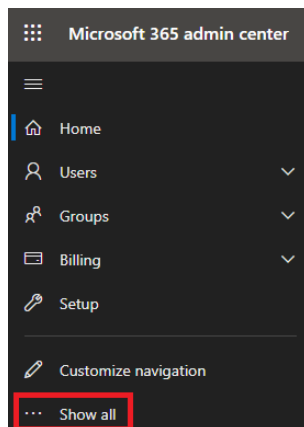 Microsoft 365 admin center
Home
Users
Groups
Billing
Setup
Customize navigation
Show all